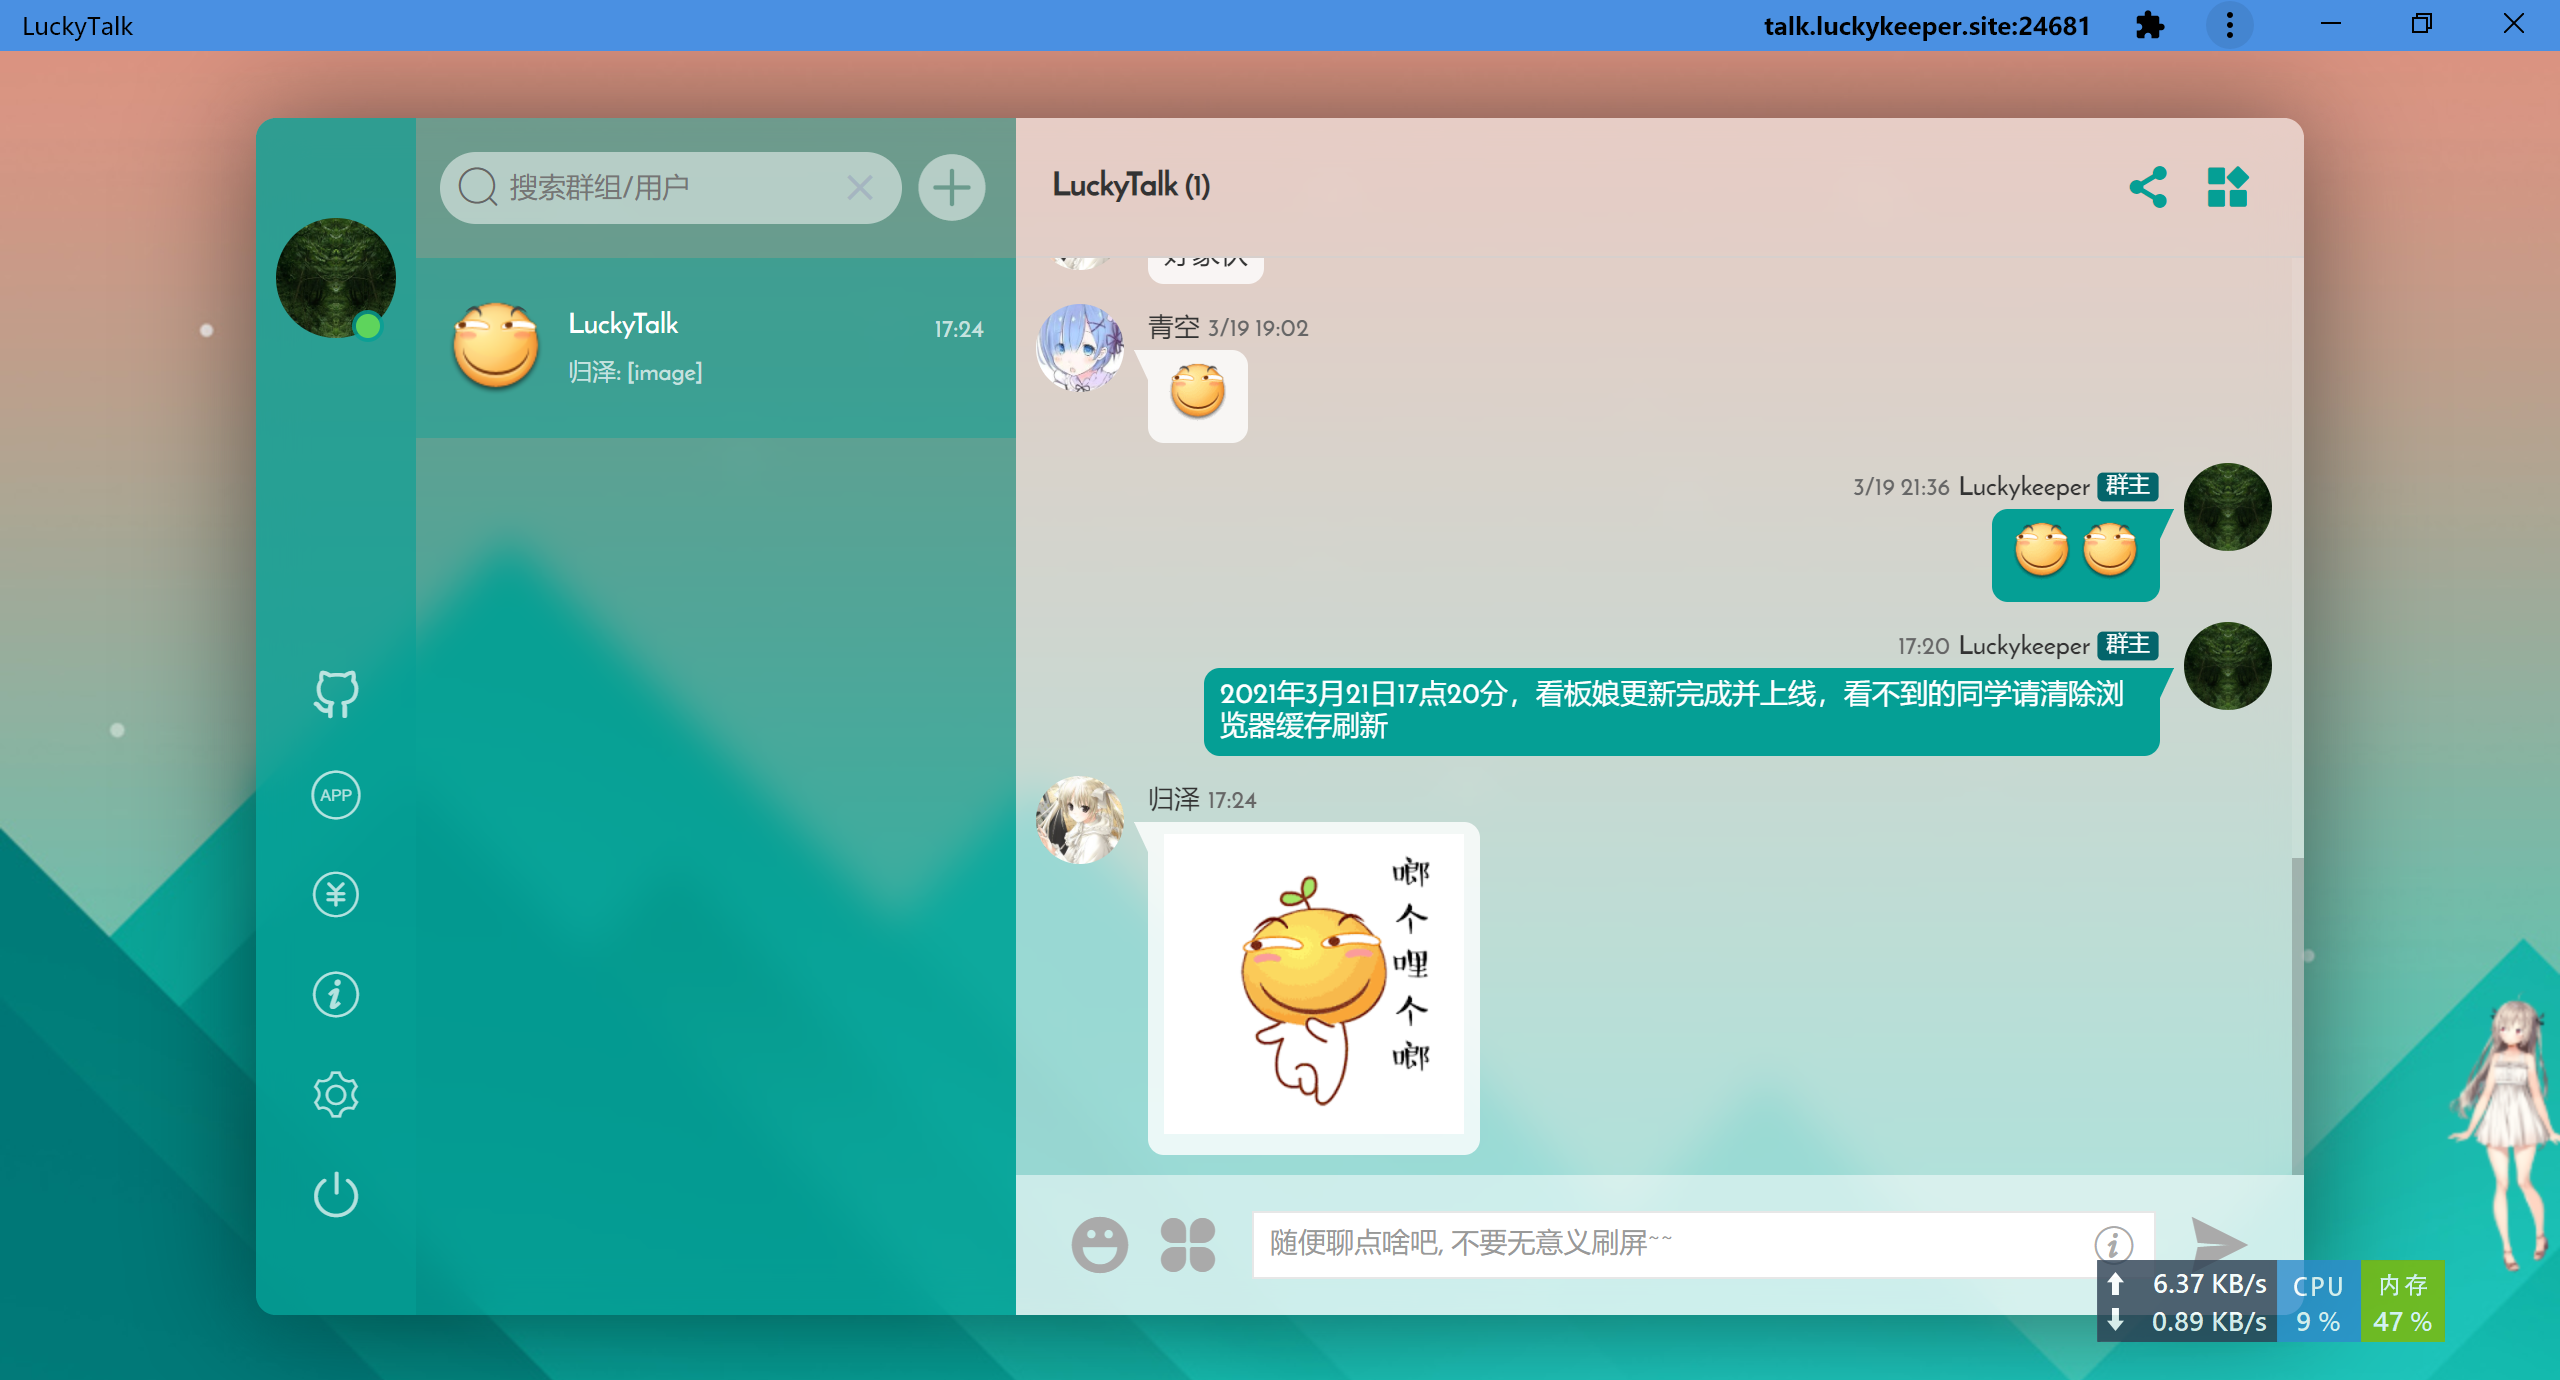 LuckyTalk
talk.luckykeeper.site:24681
搜索群组/用户
LuckyTalk
17:24
归泽: [image]
APP
LuckyTalk (1)
好家伙
青空 3/19 19:02
3/19 21:36 Luckykeeper 群主
17:20 Luckykeeper 群主
2021年3月21日17点20分，看板娘更新完成并上线，看不到的同学请清除浏
览器缓存刷新
归泽 17:24
啷
个
哩
个
啷
随便聊点啥吧, 不要无意义刷屏~~
6.37 KB/s
0.89 KB/s
CPU
9 %
内存
47 %